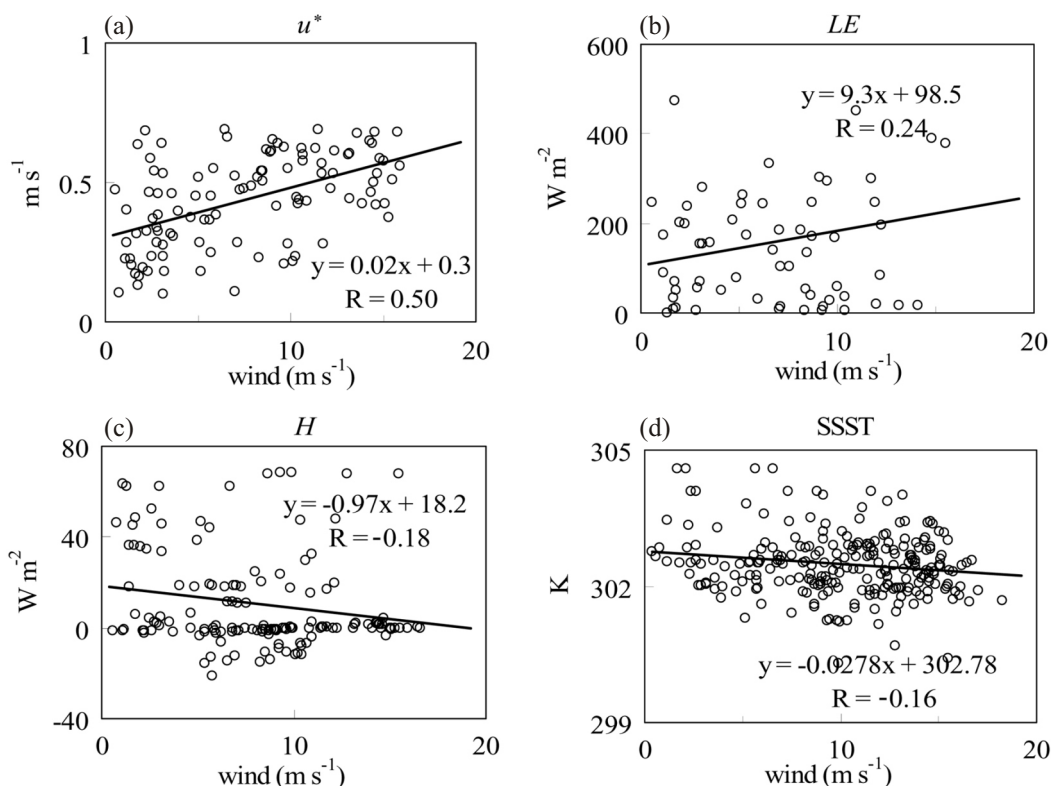 (a) u*
1
0.5
0
m s⁻¹
y = 0.02x + 0.3
R = 0.50
0 10 20
wind (m s⁻¹)
(b) LE
600
400
200
0
W m⁻²
y = 9.3x + 98.5
R = 0.24
0 10 20
wind (m s⁻¹)
(c) H
80
40
0
-40
W m⁻²
y = -0.97x + 18.2
R = -0.18
0 10 20
wind (m s⁻¹)
(d) SSST
305
302
299
K
y = -0.0278x + 302.78
R = -0.16
0 10 20
wind (m s⁻¹)